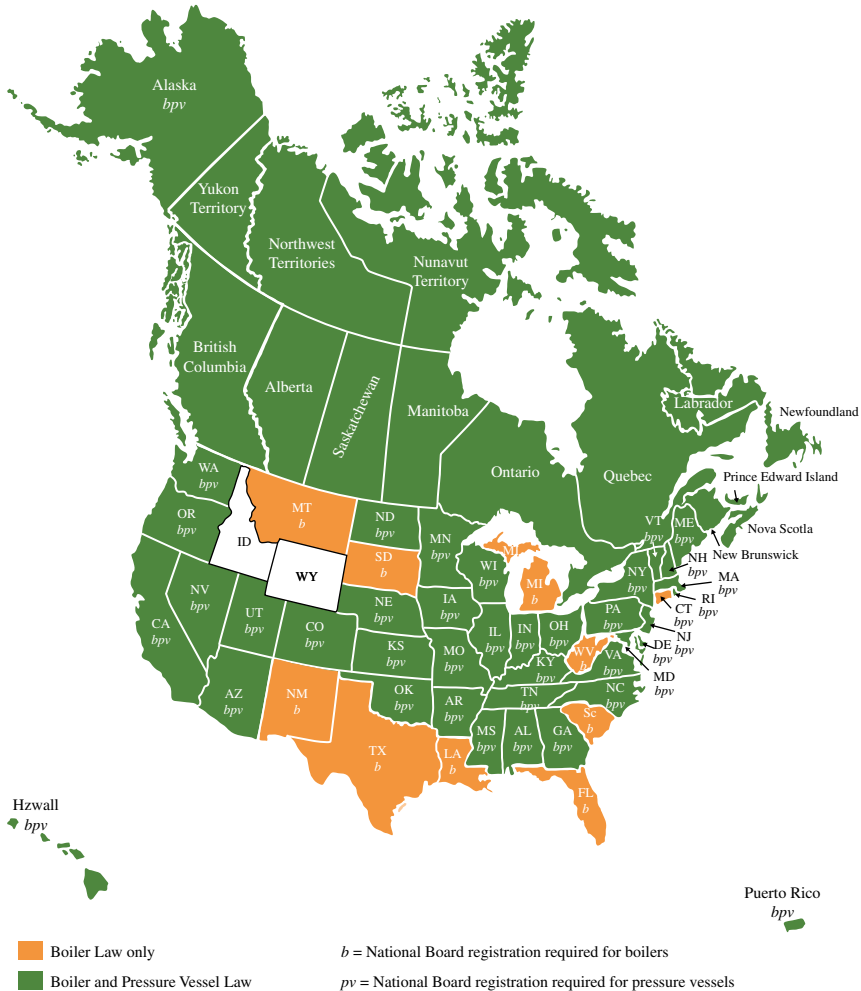 Alaska
bpv
Yukon
Territory
Northwest
Territories
Nunavut
Territory
British
Columbia
Alberta
Saskatchewan
Manitoba
Ontario
Quebec
Labrador
Newfoundland
Prince Edward Island
Nova Scotla
New Brunswick
WA
bpv
OR
bpv
ID
MT
b
WY
ND
bpv
SD
b
MN
bpv
WI
bpv
MI
MI
b
VT
bpv
ME
bpv
NH
bpv
MA
bpv
RI
bpv
CT
bpv
NY
bpv
PA
bpv
NJ
bpv
DE
bpv
MD
bpv
CA
bpv
NV
bpv
UT
bpv
CO
bpv
NE
bpv
IA
bpv
IL
bpv
IN
bpv
OH
bpv
KS
bpv
MO
bpv
KY
bpv
WV
b
VA
bpv
AZ
bpv
NM
b
OK
bpv
AR
bpv
TN
bpv
NC
bpv
Sc
b
TX
b
LA
b
MS
bpv
AL
bpv
GA
bpv
FL
b
Hzwall
bpv
Puerto Rico
bpv
Boiler Law only
b = National Board registration required for boilers
Boiler and Pressure Vessel Law
pv = National Board registration required for pressure vessels